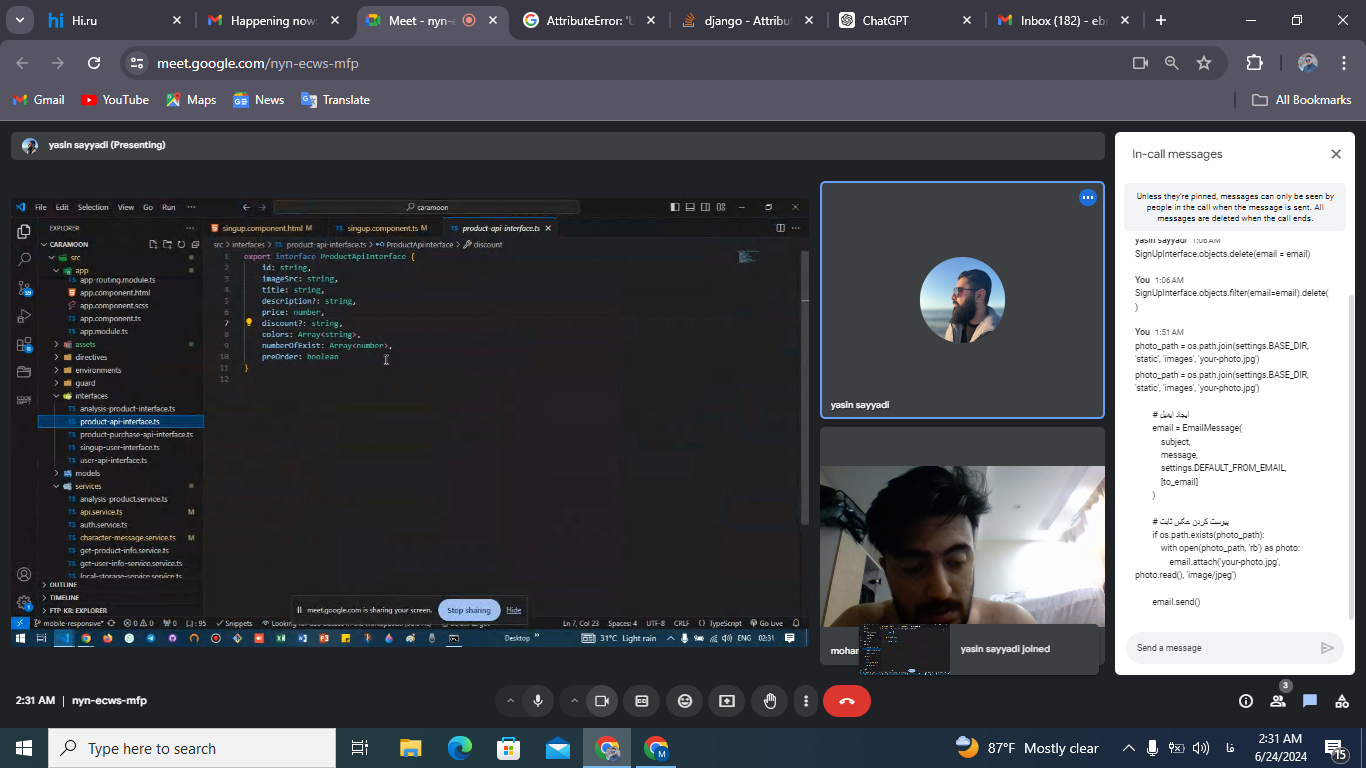 Hi.ru
Happening now:
Meet - nyn-e
AttributeError: 'U
django - Attribu
ChatGPT
Inbox (182) - eb
meet.google.com/nyn-ecws-mfp
Gmail
YouTube
Maps
News
Translate
All Bookmarks
yasin sayyadi (Presenting)
File Edit Selection View Go Run
caramoon
EXPLORER
CARAMOON
src
app
app-routing.module.ts
app.component.html
app.component.scss
app.component.ts
app.module.ts
assets
directives
environments
guard
interfaces
analysis-product-interface.ts
product-api-interface.ts
product-purchase-api-interface.ts
singup-user-interface.ts
user-api-interface.ts
models
services
analysis-product.service.ts
api.service.ts M
auth.service.ts
character-message.service.ts M
get-product-info.service.ts
get-user-info-service.service.ts
local-storage-service.service.ts
OUTLINE
TIMELINE
FTP-KR: EXPLORER
singup.component.html M
singup.component.ts M
product-api-interface.ts
src > interfaces > TS product-api-interface.ts > ProductApiInterface > discount
1 export interface ProductApiInterface {
2 id: string,
3 imageSrc: string,
4 title: string,
5 description?: string,
6 price: number,
7 discount?: string,
8 colors: Array<string>,
9 numberOfExist: Array<number>,
10 preOrder: boolean
11 }
12
meet.google.com is sharing your screen.
Stop sharing
Hide
mobile-responsive*
0 0
95
Snippets
Ln 7, Col 23
Spaces: 4
UTF-8
CRLF
{ } TypeScript
Go Live
Desktop
31°C Light rain
ENG
02:31
yasin sayyadi
moham
yasin sayyadi joined
In-call messages
Unless they're pinned, messages can only be seen by
people in the call when the message is sent. All
messages are deleted when the call ends.
yasin sayyadi 1:06 AM
SignUpInterface.objects.delete(email = email)
You 1:06 AM
SignUpInterface.objects.filter(email=email).delete(
)
You 1:51 AM
photo_path = os.path.join(settings.BASE_DIR,
'static', 'images', 'your-photo.jpg')
photo_path = os.path.join(settings.BASE_DIR,
'static', 'images', 'your-photo.jpg')
# ایجاد ایمیل
email = EmailMessage(
subject,
message,
settings.DEFAULT_FROM_EMAIL,
[to_email]
)
# پیوست کردن عکس ثابت
if os.path.exists(photo_path):
with open(photo_path, 'rb') as photo:
email.attach('your-photo.jpg',
photo.read(), 'image/jpeg')
email.send()
Send a message
2:31 AM | nyn-ecws-mfp
3
Type here to search
87°F Mostly clear
فا
2:31 AM
6/24/2024
15